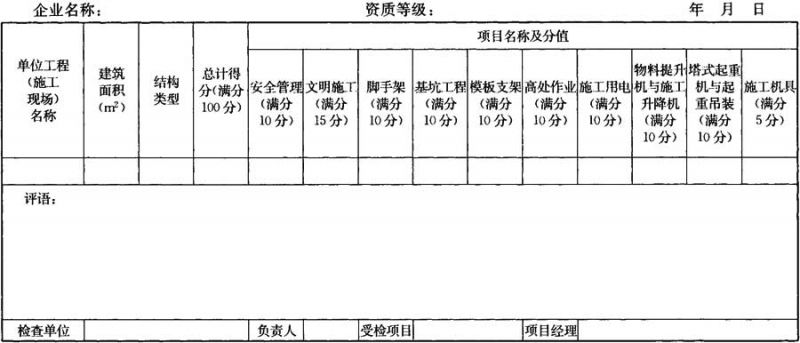 企业名称： 资质等级： 年 月 日
项目名称及分值
单位工程
（施工
现场）
名称
建筑
面积
（m²）
结构
类型
总计得
分（满分
100分）
安全管理
（满分
10分）
文明施工
（满分
15分）
脚手架
（满分
10分）
基坑工程
（满分
10分）
模板支架
（满分
10分）
高处作业
（满分
10分）
施工用电
（满分
10分）
物料提升
机与施工
升降机
（满分
10分）
塔式起重
机与起
重吊装
（满分
10分）
施工机具
（满分
5分）
评语：
检查单位 负责人 受检项目 项目经理